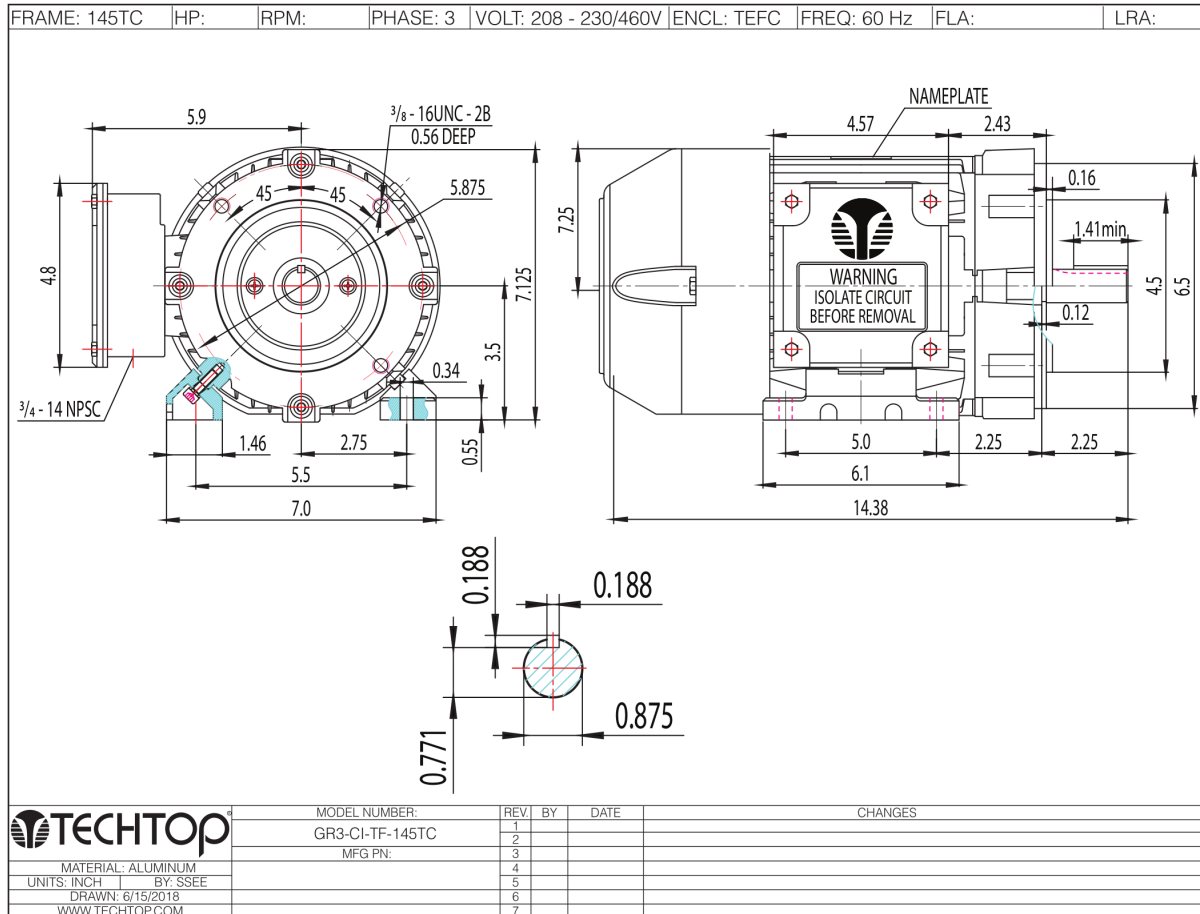 FRAME: 145TC HP: RPM: PHASE: 3 VOLT: 208 - 230/460V ENCL: TEFC FREQ: 60 Hz FLA: LRA:
NAMEPLATE
5.9
3/8 - 16UNC - 2B
0.56 DEEP
4.57
2.43
45
45
5.875
0.16
7.25
1.41min
4.8
7.125
WARNING
ISOLATE CIRCUIT
BEFORE REMOVAL
4.5
6.5
0.12
3.5
0.34
3/4 - 14 NPSC
1.46
2.75
0.55
5.0
2.25
2.25
5.5
6.1
7.0
14.38
0.188
0.188
0.771
0.875
TECHTOP®
MATERIAL: ALUMINUM
UNITS: INCH BY: SSEE
DRAWN: 6/15/2018
WWW.TECHTOP.COM
MODEL NUMBER:
GR3-CI-TF-145TC
MFG PN:
REV. BY DATE CHANGES
1
2
3
4
5
6
7